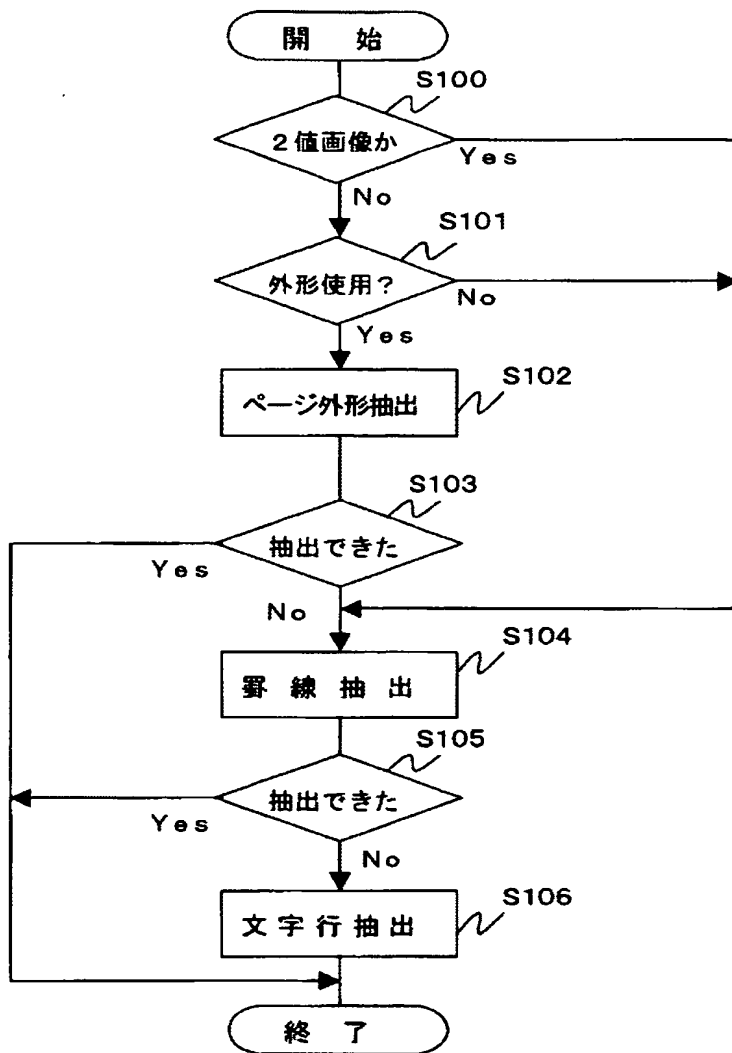 開 始
S100
2値画像か
Yes
No
S101
外形使用?
No
Yes
S102
ページ外形抽出
S103
抽出できた
Yes
No
S104
罫線抽出
S105
抽出できた
Yes
No
S106
文字行抽出
終 了